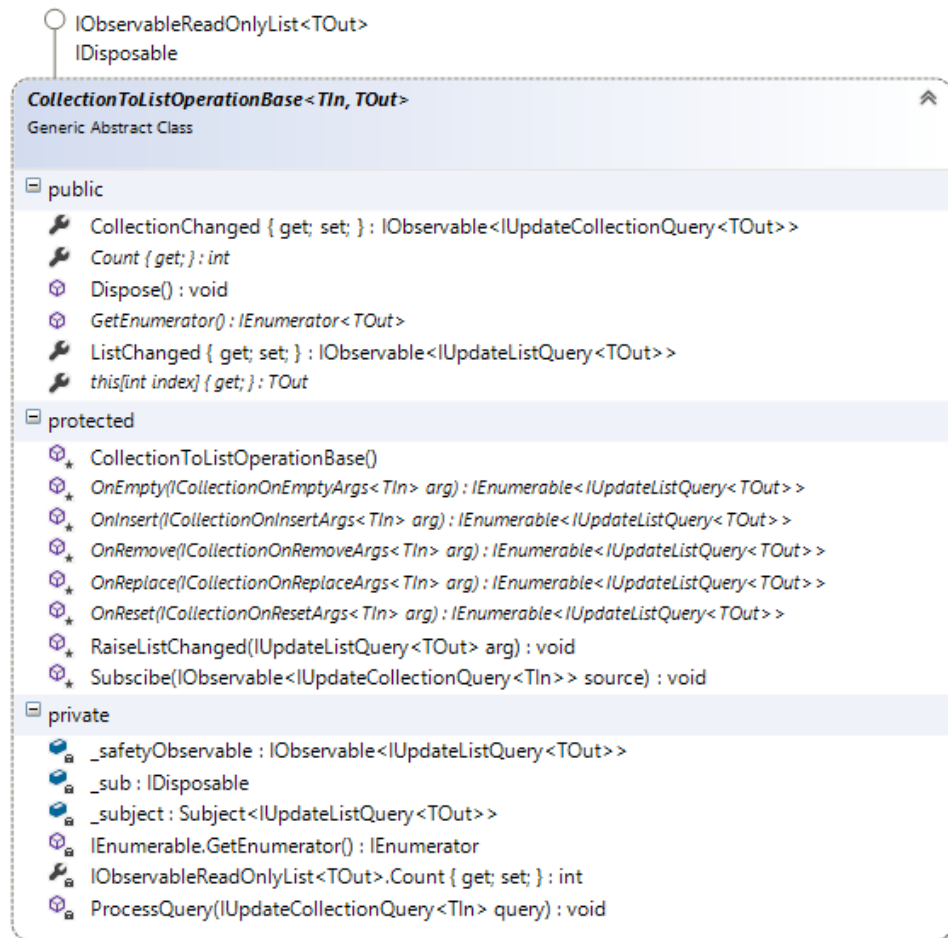 IObservableReadOnlyList<TOut>
IDisposable
CollectionToListOperationBase<TIn, TOut>
Generic Abstract Class
public
CollectionChanged { get; set; } : IObservable<IUpdateCollectionQuery<TOut>>
Count { get; } : int
Dispose() : void
GetEnumerator() : IEnumerator<TOut>
ListChanged { get; set; } : IObservable<IUpdateListQuery<TOut>>
this[int index] { get; } : TOut
protected
CollectionToListOperationBase()
OnEmpty(ICollectionOnEmptyArgs<TIn> arg) : IEnumerable<IUpdateListQuery<TOut>>
OnInsert(ICollectionOnInsertArgs<TIn> arg) : IEnumerable<IUpdateListQuery<TOut>>
OnRemove(ICollectionOnRemoveArgs<TIn> arg) : IEnumerable<IUpdateListQuery<TOut>>
OnReplace(ICollectionOnReplaceArgs<TIn> arg) : IEnumerable<IUpdateListQuery<TOut>>
OnReset(ICollectionOnResetArgs<TIn> arg) : IEnumerable<IUpdateListQuery<TOut>>
RaiseListChanged(IUpdateListQuery<TOut> arg) : void
Subscibe(IObservable<IUpdateCollectionQuery<TIn>> source) : void
private
_safetyObservable : IObservable<IUpdateListQuery<TOut>>
_sub : IDisposable
_subject : Subject<IUpdateListQuery<TOut>>
IEnumerable.GetEnumerator() : IEnumerator
IObservableReadOnlyList<TOut>.Count { get; set; } : int
ProcessQuery(IUpdateCollectionQuery<TIn> query) : void